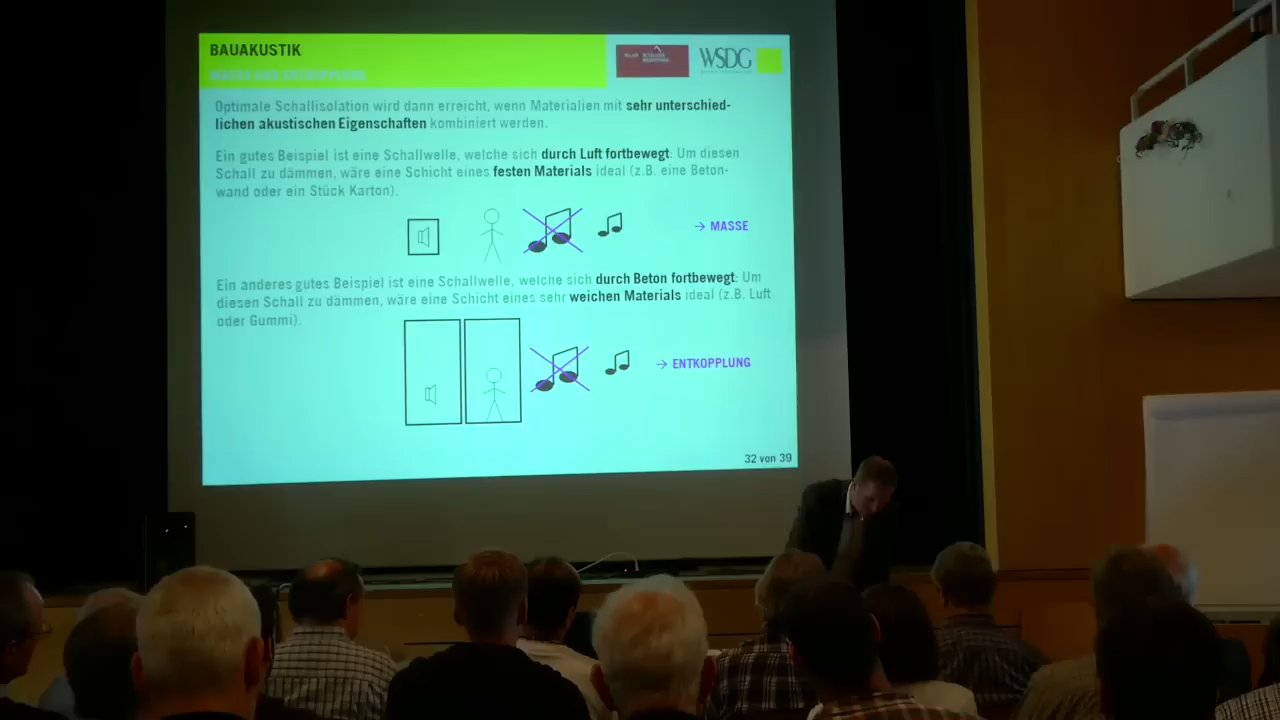 BAUAKUSTIK
MASSE UND ENTKOPPLUNG
WSDG
Optimale Schallisolation wird dann erreicht, wenn Materialien mit sehr unterschied-
lichen akustischen Eigenschaften kombiniert werden.
Ein gutes Beispiel ist eine Schallwelle, welche sich durch Luft fortbewegt: Um diesen
Schall zu dämmen, wäre eine Schicht eines festen Materials ideal (z.B. eine Beton-
wand oder ein Stück Karton).
→ MASSE
Ein anderes gutes Beispiel ist eine Schallwelle, welche sich durch Beton fortbewegt: Um
diesen Schall zu dämmen, wäre eine Schicht eines sehr weichen Materials ideal (z.B. Luft
oder Gummi).
→ ENTKOPPLUNG
32 von 39